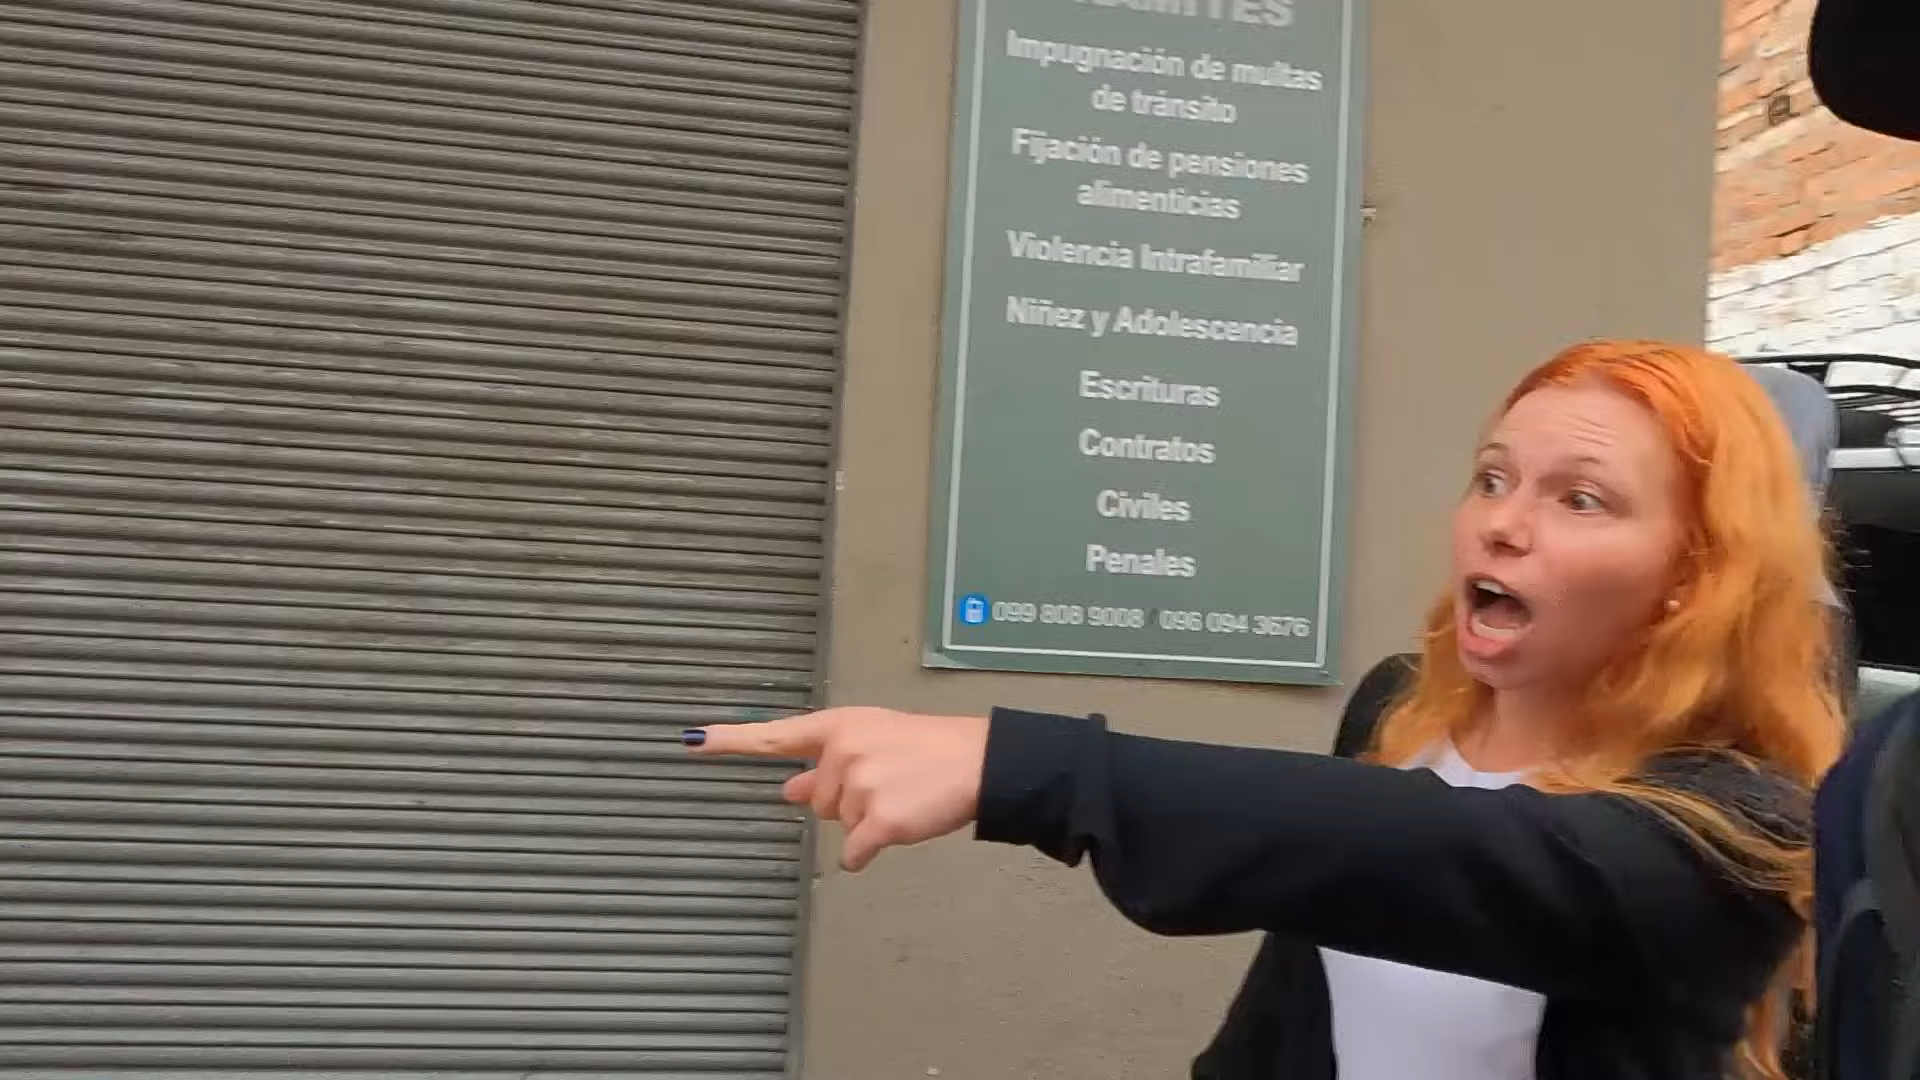 TRÁMITES
Impugnación de multas
de tránsito
Fijación de pensiones
alimenticias
Violencia Intrafamiliar
Niñez y Adolescencia
Escrituras
Contratos
Civiles
Penales
099 808 9008 / 096 094 3676